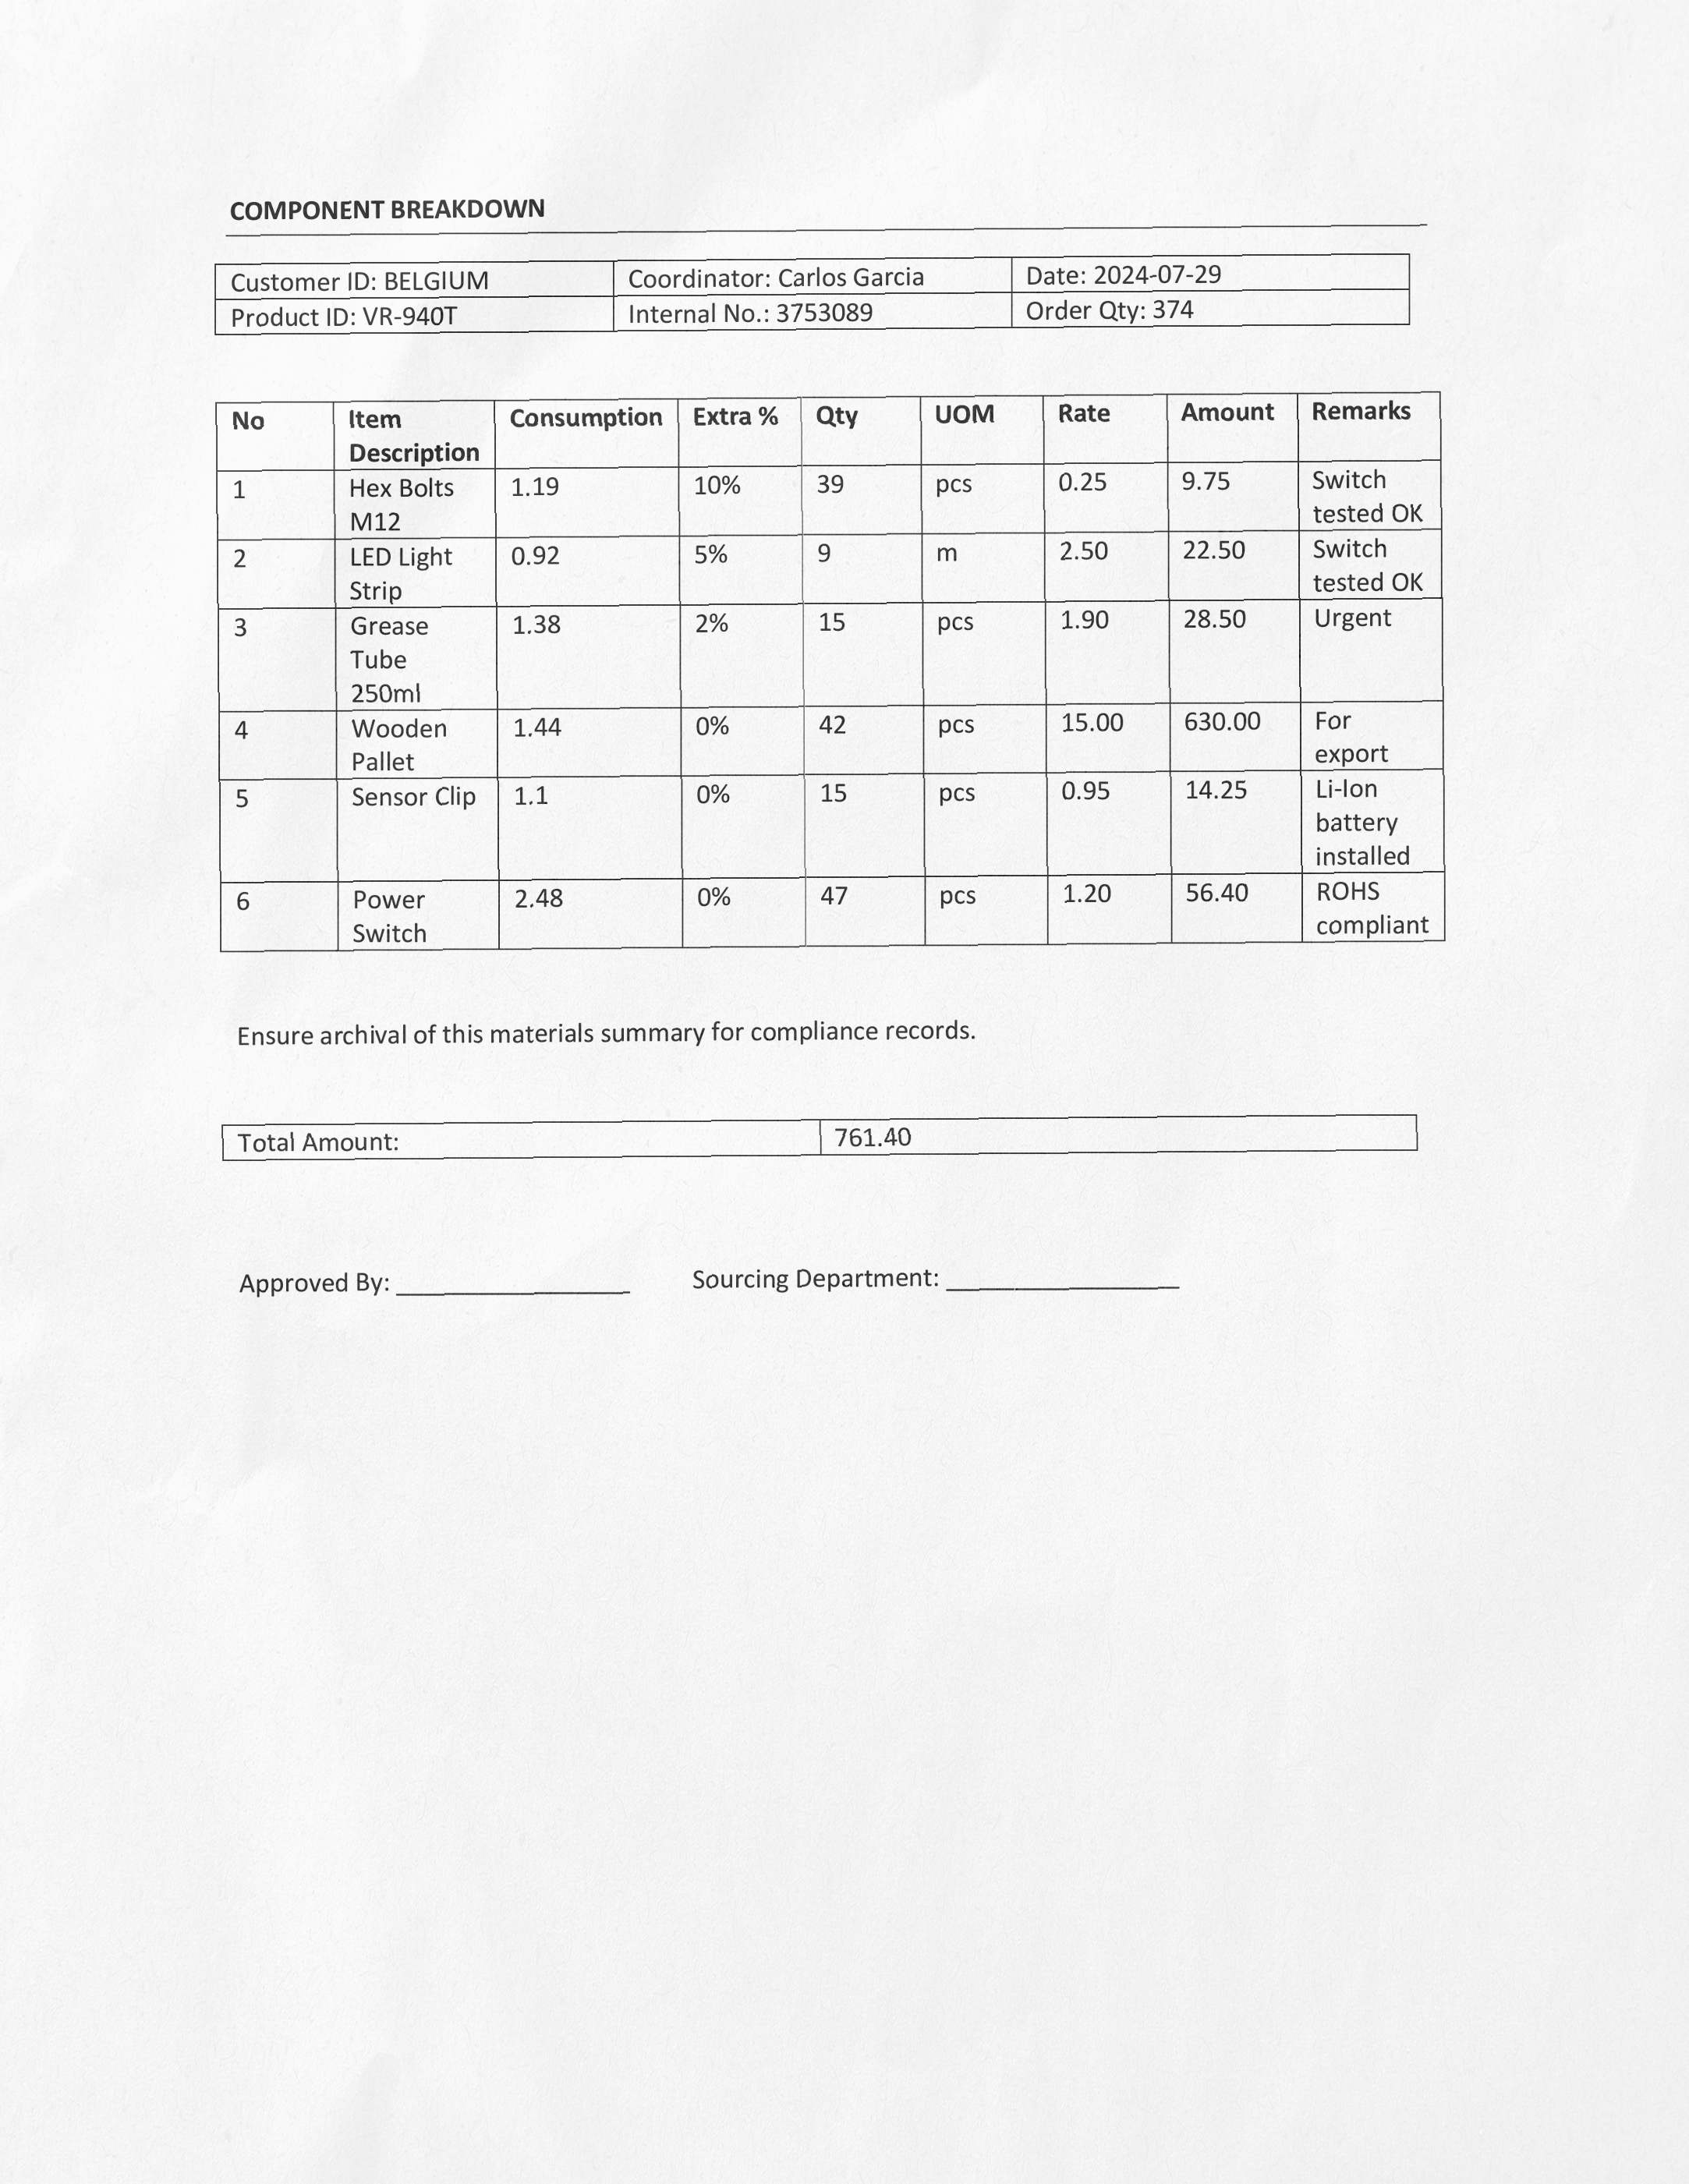 COMPONENT BREAKDOWN
Customer ID: BELGIUM Coordinator: Carlos Garcia Date: 2024-07-29
Product ID: VR-940T Internal No.: 3753089 Order Qty: 374
No Item Description Consumption Extra % Qty UOM Rate Amount Remarks
1 Hex Bolts M12 1.19 10% 39 pcs 0.25 9.75 Switch tested OK
2 LED Light Strip 0.92 5% 9 m 2.50 22.50 Switch tested OK
3 Grease Tube 250ml 1.38 2% 15 pcs 1.90 28.50 Urgent
4 Wooden Pallet 1.44 0% 42 pcs 15.00 630.00 For export
5 Sensor Clip 1.1 0% 15 pcs 0.95 14.25 Li-Ion battery installed
6 Power Switch 2.48 0% 47 pcs 1.20 56.40 ROHS compliant
Ensure archival of this materials summary for compliance records.
Total Amount: 761.40
Approved By: _______________ Sourcing Department: _______________